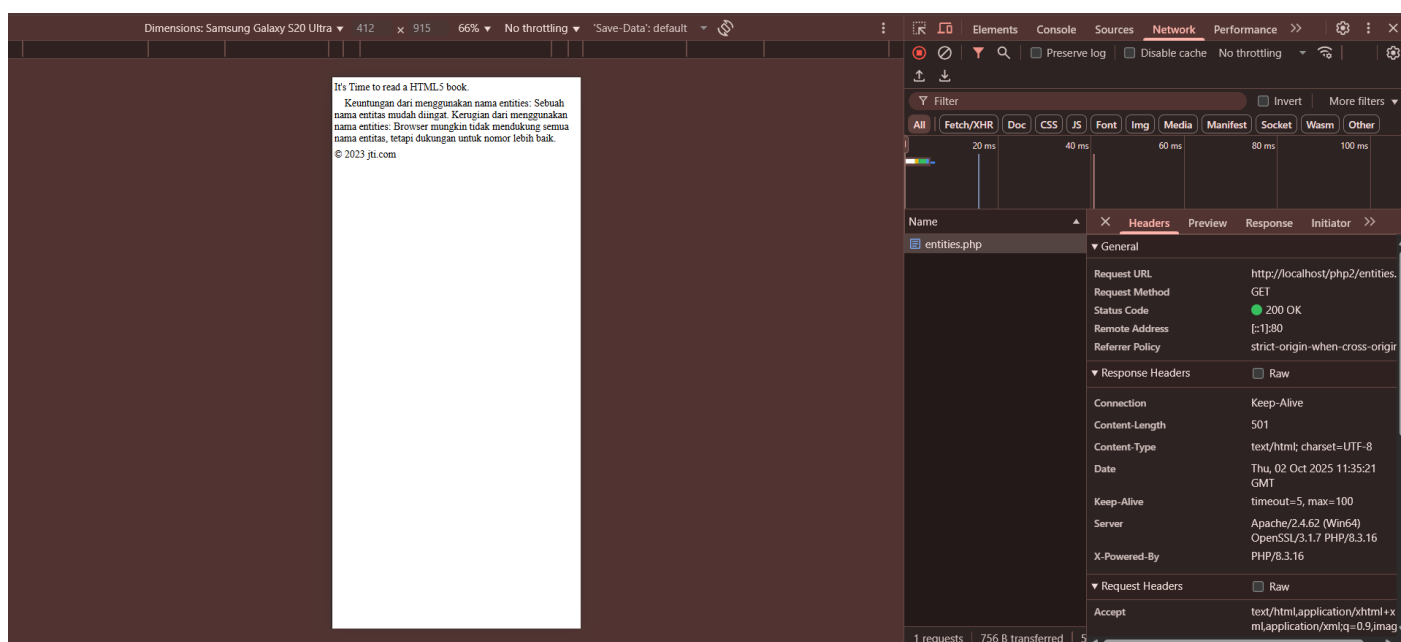 Dimensions: Samsung Galaxy S20 Ultra 412 × 915 66% No throttling 'Save-Data': default
Elements Console Sources Network Performance
Preserve log Disable cache No throttling
Filter Invert More filters
All Fetch/XHR Doc CSS JS Font Img Media Manifest Socket Wasm Other
20 ms 40 ms 60 ms 80 ms 100 ms
It's Time to read a HTML5 book.
Keuntungan dari menggunakan nama entities: Sebuah
nama entitas mudah diingat. Kerugian dari menggunakan
nama entities: Browser mungkin tidak mendukung semua
nama entitas, tetapi dukungan untuk nomor lebih baik.
© 2023 jti.com
Name
entities.php
Headers Preview Response Initiator
General
Request URL http://localhost/php2/entities.
Request Method GET
Status Code 200 OK
Remote Address [::1]:80
Referrer Policy strict-origin-when-cross-origin
Response Headers Raw
Connection Keep-Alive
Content-Length 501
Content-Type text/html; charset=UTF-8
Date Thu, 02 Oct 2025 11:35:21
GMT
Keep-Alive timeout=5, max=100
Server Apache/2.4.62 (Win64)
OpenSSL/3.1.7 PHP/8.3.16
X-Powered-By PHP/8.3.16
Request Headers Raw
Accept text/html,application/xhtml+x
ml,application/xml;q=0.9,imag
1 requests 756 B transferred 5